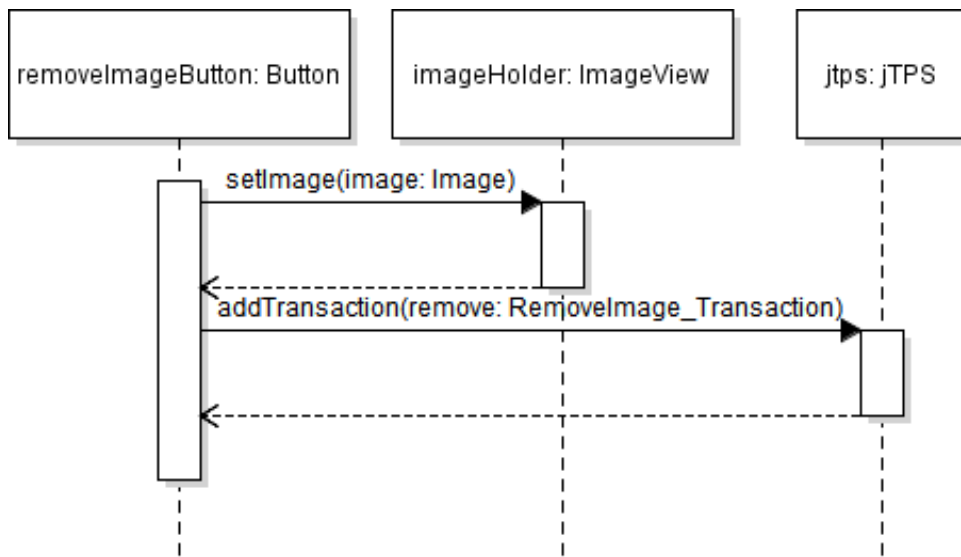 removeImageButton: Button
imageHolder: ImageView
jtps: jTPS
setImage(image: Image)
addTransaction(remove: RemoveImage_Transaction)